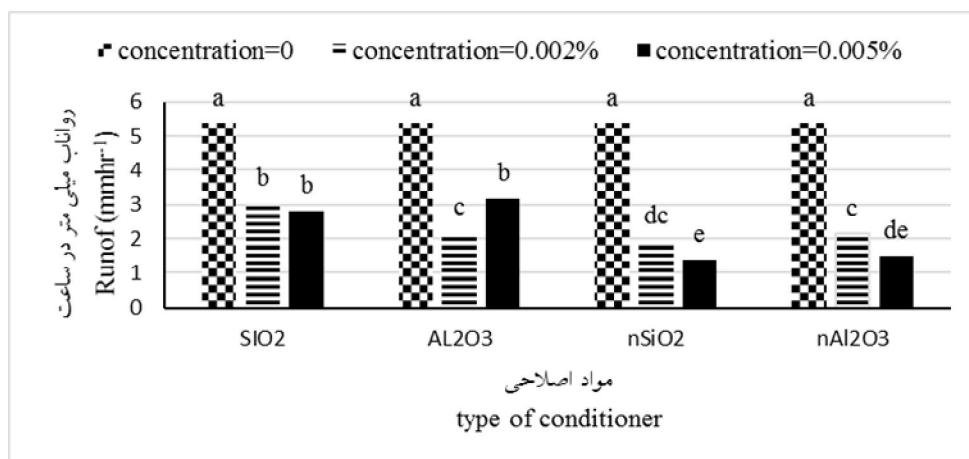 concentration=0 concentration=0.002% concentration=0.005%
رواناب میلی متر در ساعت
Runof (mmhr⁻¹)
6
5
4
3
2
1
0
a a a a
b b c b dc e c de
SIO2 AL2O3 nSiO2 nAl2O3
مواد اصلاحی
type of conditioner